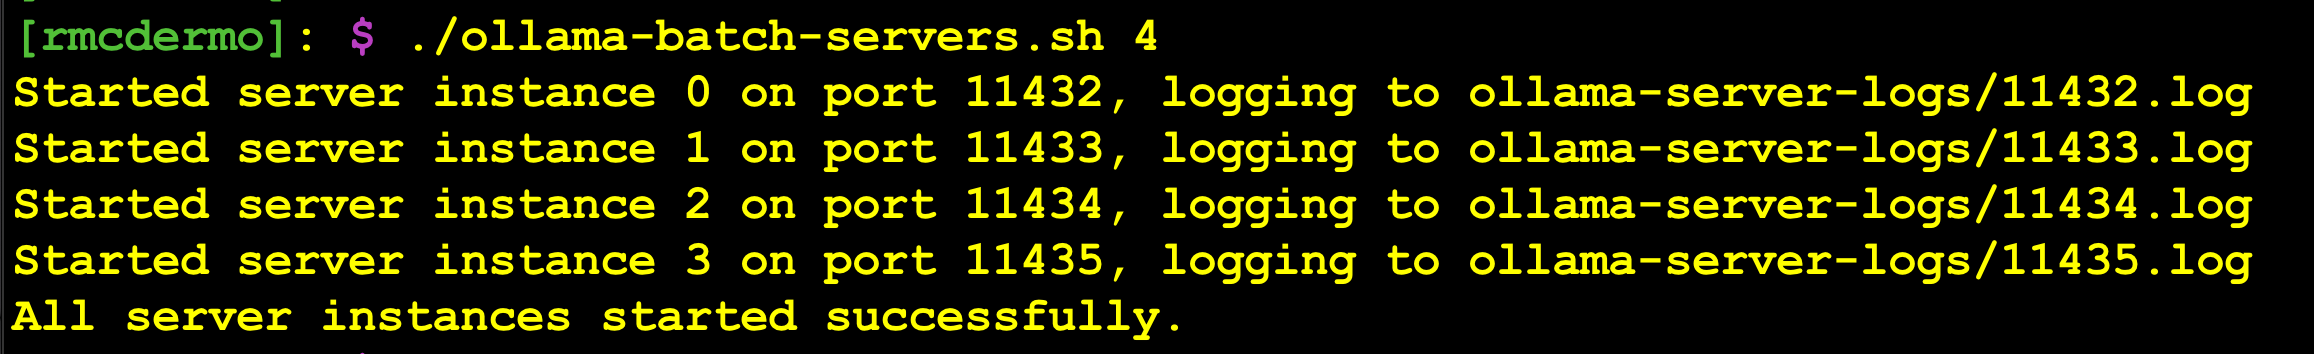 [rmcdermo]: $ ./ollama-batch-servers.sh 4
Started server instance 0 on port 11432, logging to ollama-server-logs/11432.log
Started server instance 1 on port 11433, logging to ollama-server-logs/11433.log
Started server instance 2 on port 11434, logging to ollama-server-logs/11434.log
Started server instance 3 on port 11435, logging to ollama-server-logs/11435.log
All server instances started successfully.